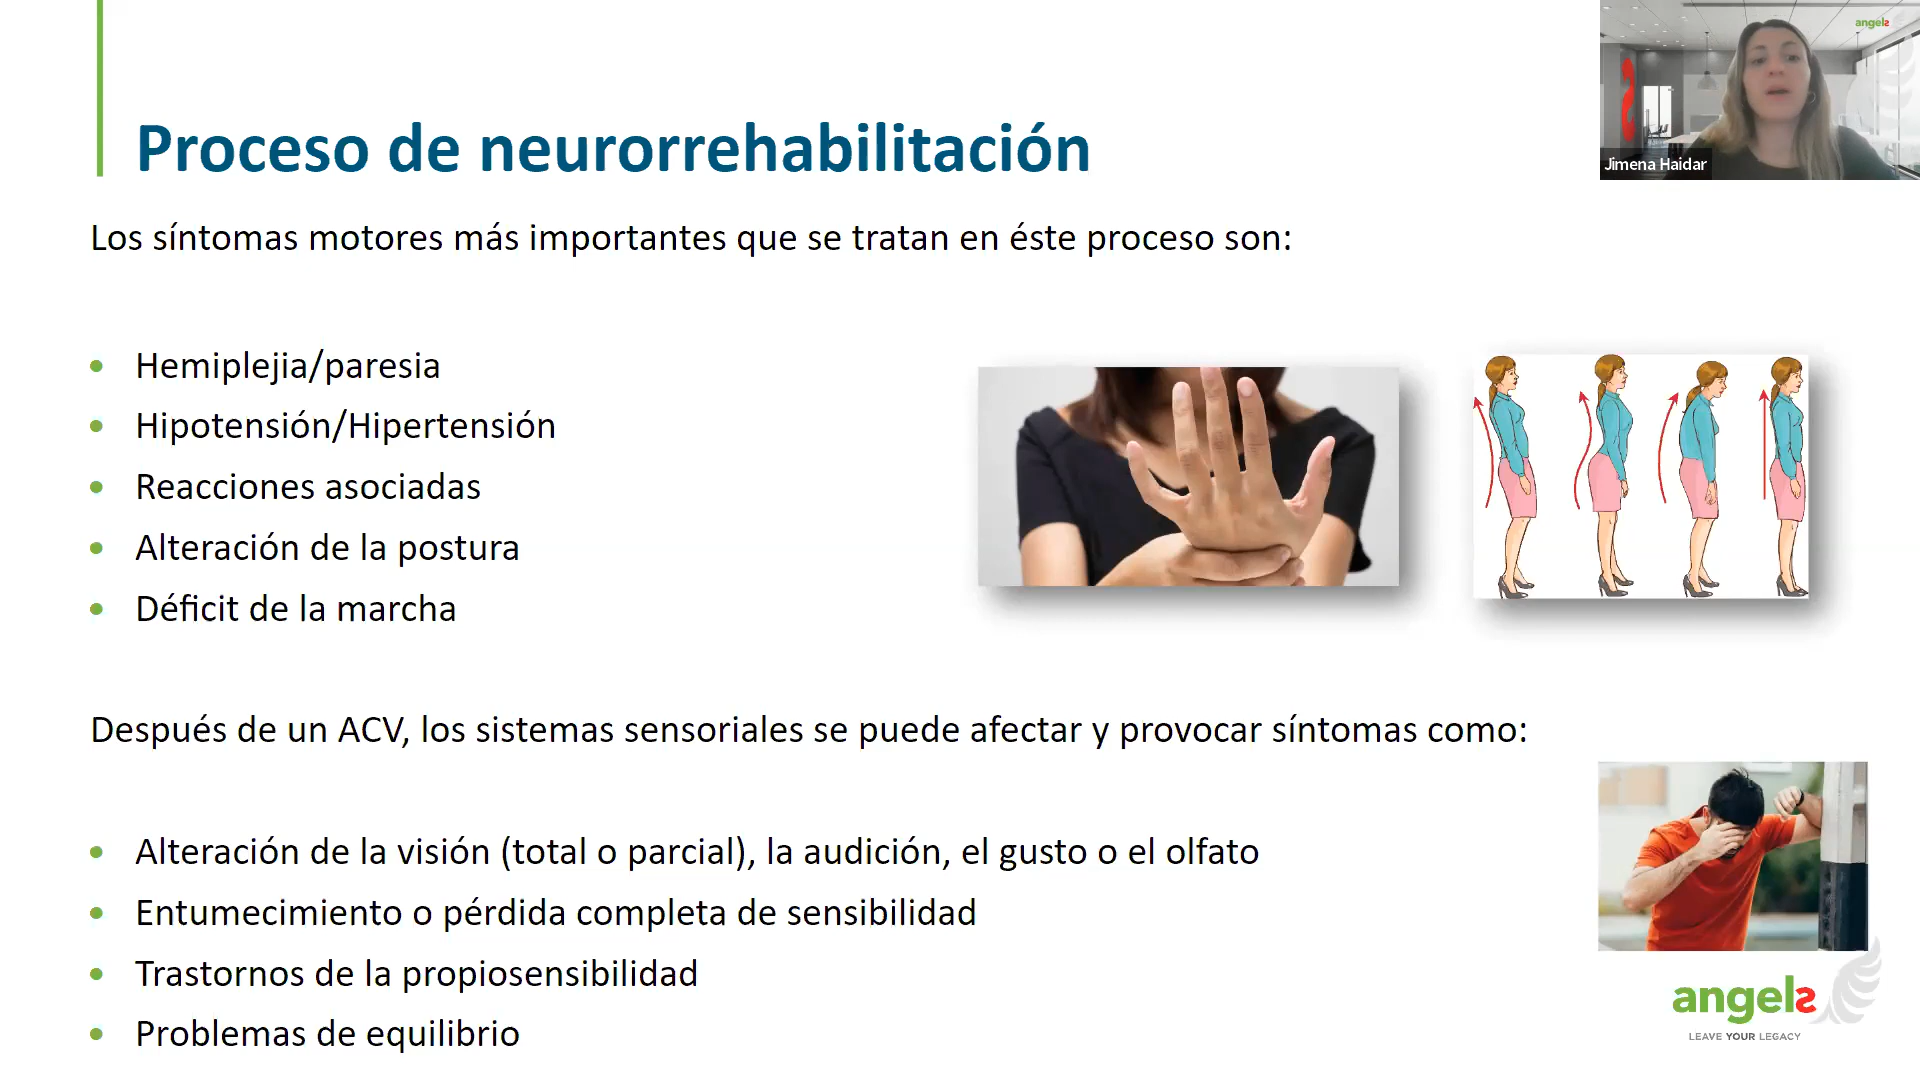 angels
Jimena Haidar
Proceso de neurorrehabilitación
Los síntomas motores más importantes que se tratan en éste proceso son:
Hemiplejia/paresia
Hipotensión/Hipertensión
Reacciones asociadas
Alteración de la postura
Déficit de la marcha
Después de un ACV, los sistemas sensoriales se puede afectar y provocar síntomas como:
Alteración de la visión (total o parcial), la audición, el gusto o el olfato
Entumecimiento o pérdida completa de sensibilidad
Trastornos de la propiosensibilidad
Problemas de equilibrio
angels
LEAVE YOUR LEGACY